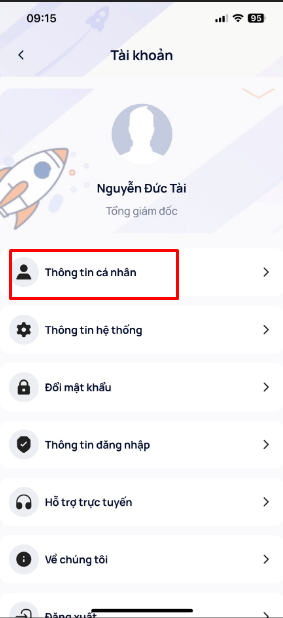 09:15
95
Tài khoản
Nguyễn Đức Tài
Tổng giám đốc
Thông tin cá nhân
Thông tin hệ thống
Đổi mật khẩu
Thông tin đăng nhập
Hỗ trợ trực tuyến
Về chúng tôi
Đăng xuất